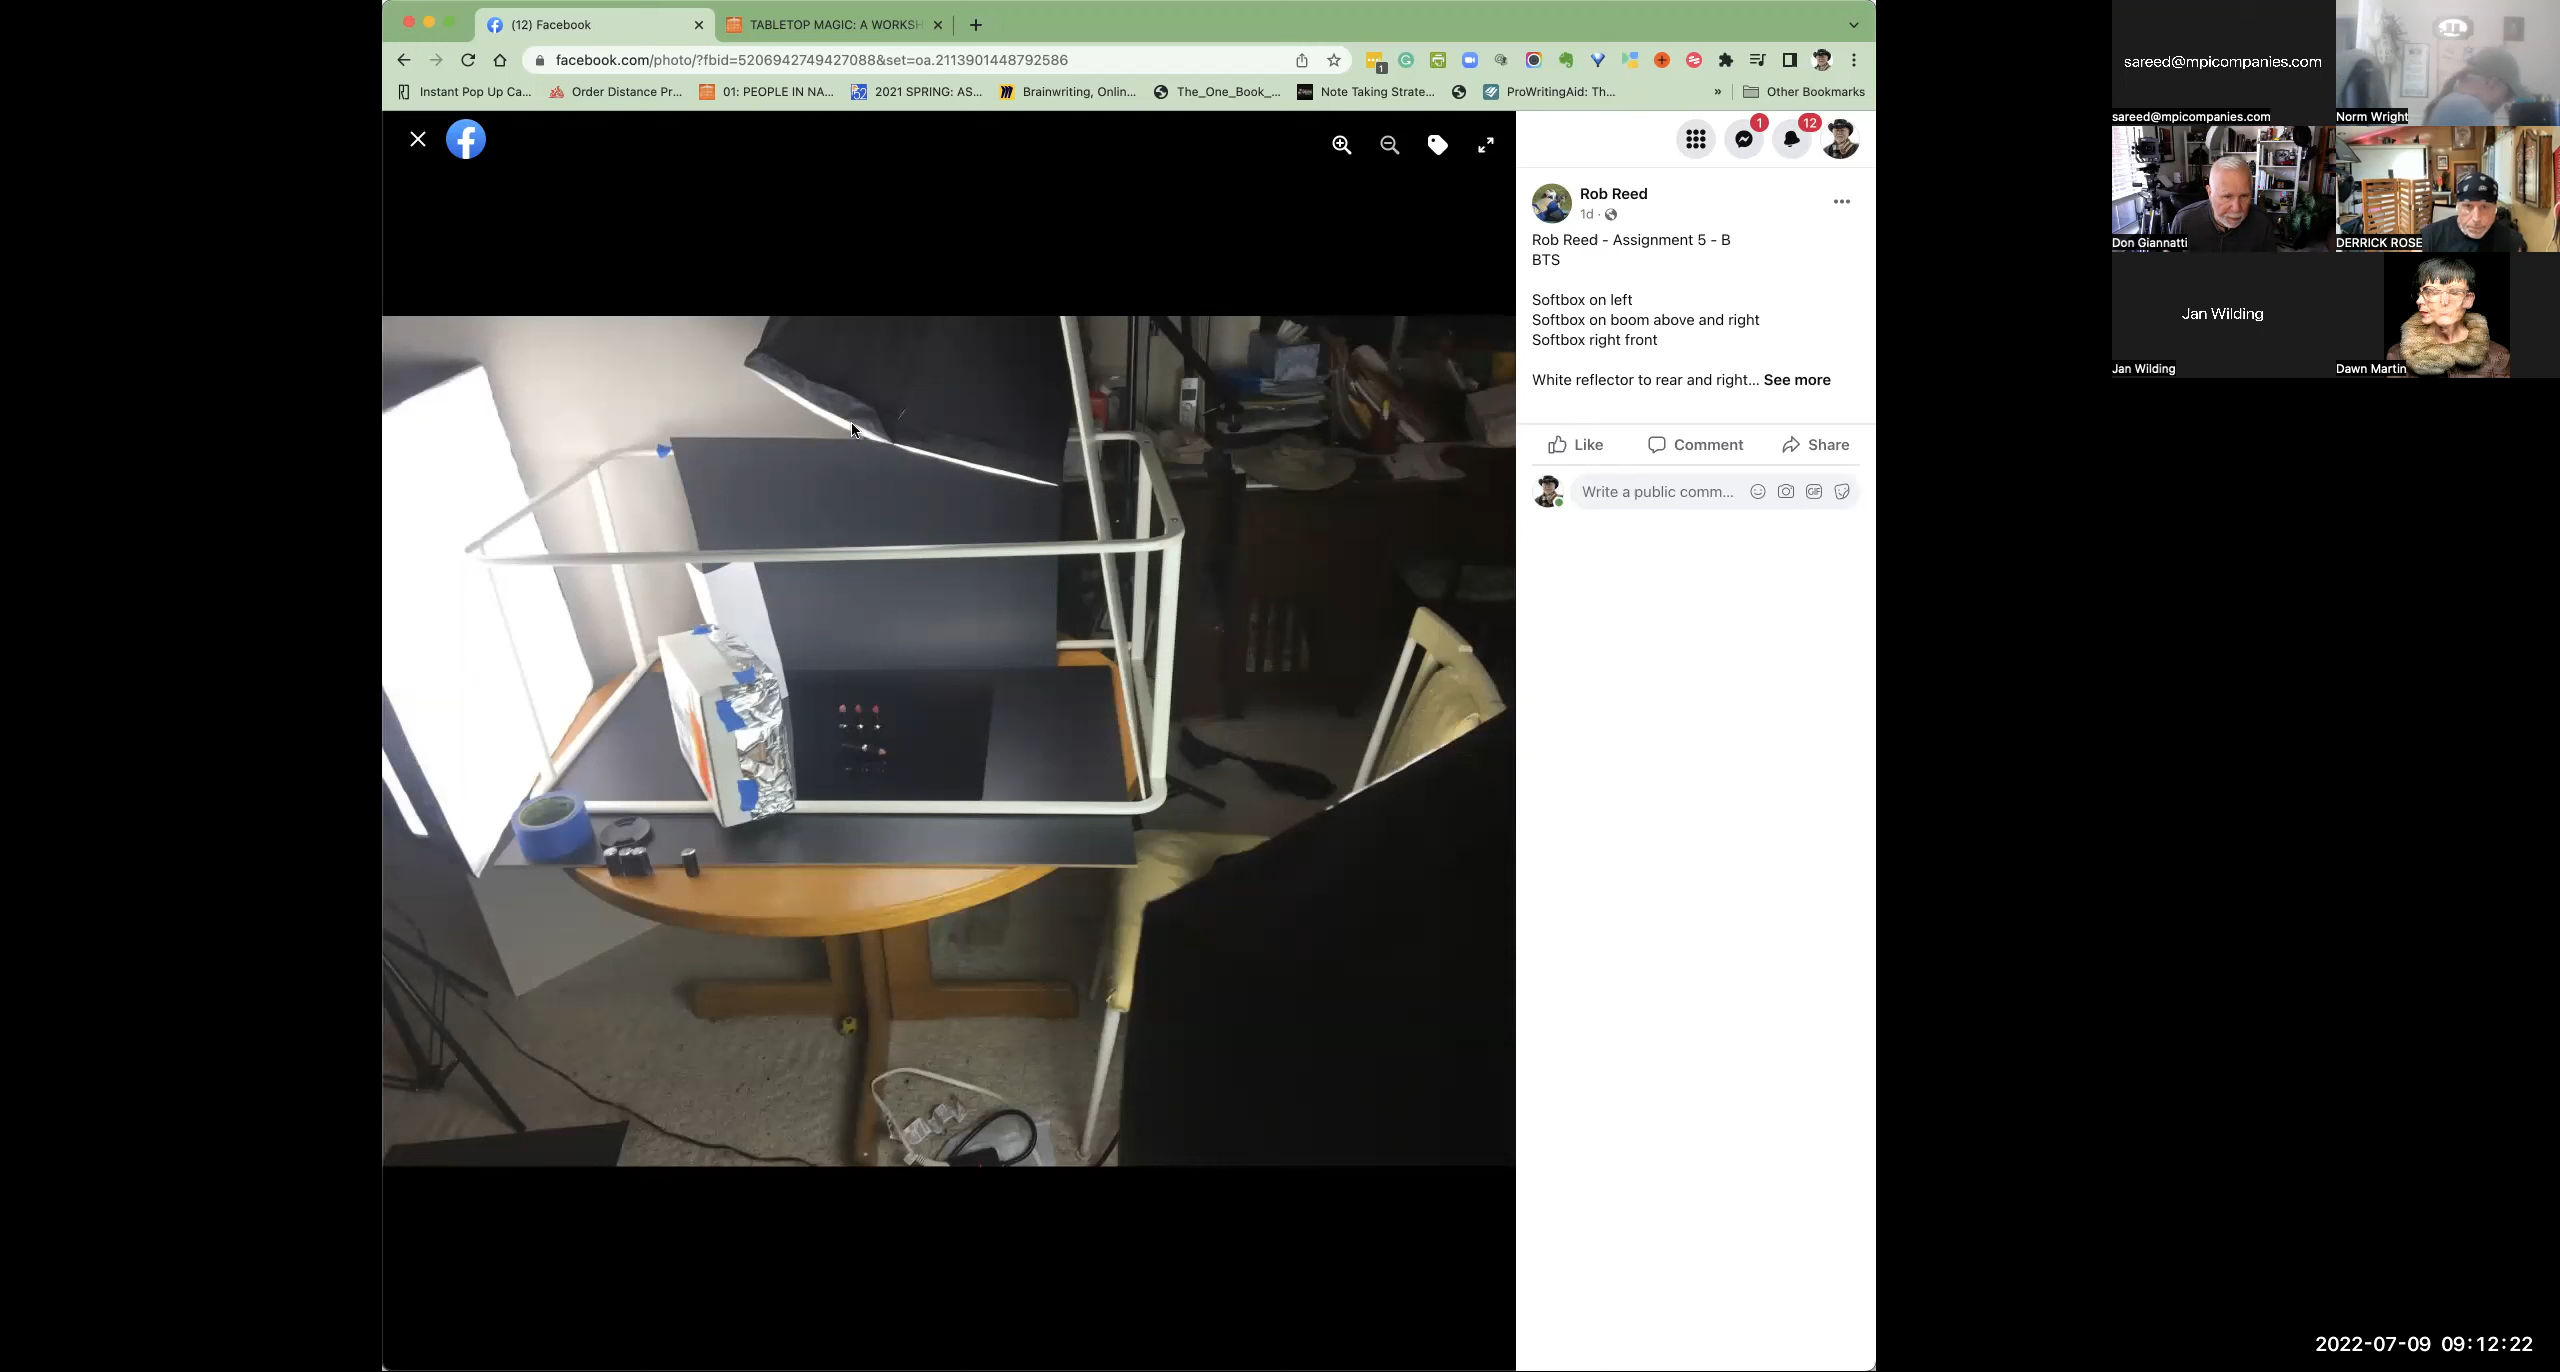 (12) Facebook
TABLETOP MAGIC: A WORKSH
facebook.com/photo/?fbid=5206942749427088&set=oa.2113901448792586
1
Instant Pop Up Ca...
Order Distance Pr...
01: PEOPLE IN NA...
52
2021 SPRING: AS...
Brainwriting, Onlin...
The_One_Book_...
Note Taking Strate...
ProWritingAid: Th...
»
Other Bookmarks
1
12
Rob Reed
1d ·
Rob Reed - Assignment 5 - B
BTS
Softbox on left
Softbox on boom above and right
Softbox right front
White reflector to rear and right... See more
Like
Comment
Share
Write a public comm...
GIF
sareed@mpicompanies.com
sareed@mpicompanies.com
Norm Wright
Don Giannatti
DERRICK ROSE
Jan Wilding
Jan Wilding
Dawn Martin
2022-07-09 09:12:22